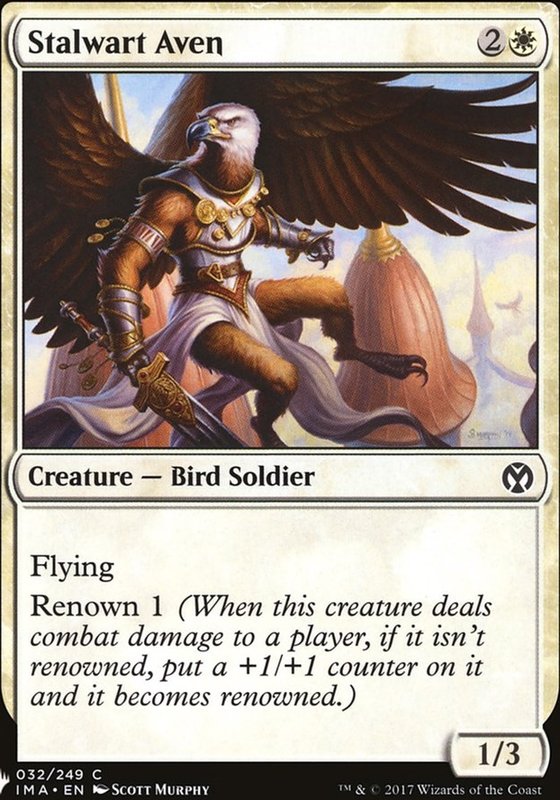 Stalwart Aven
2
Creature — Bird Soldier
Flying
Renown 1 (When this creature deals
combat damage to a player, if it isn't
renowned, put a +1/+1 counter on it
and it becomes renowned.)
1/3
032/249 C
IMA • EN Scott Murphy
™ & © 2017 Wizards of the Coast